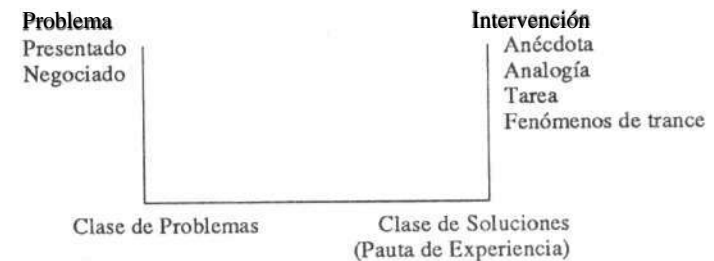 Problema
Presentado
Negociado
Intervención
Anécdota
Analogía
Tarea
Fenómenos de trance
Clase de Problemas
Clase de Soluciones
(Pauta de Experiencia)